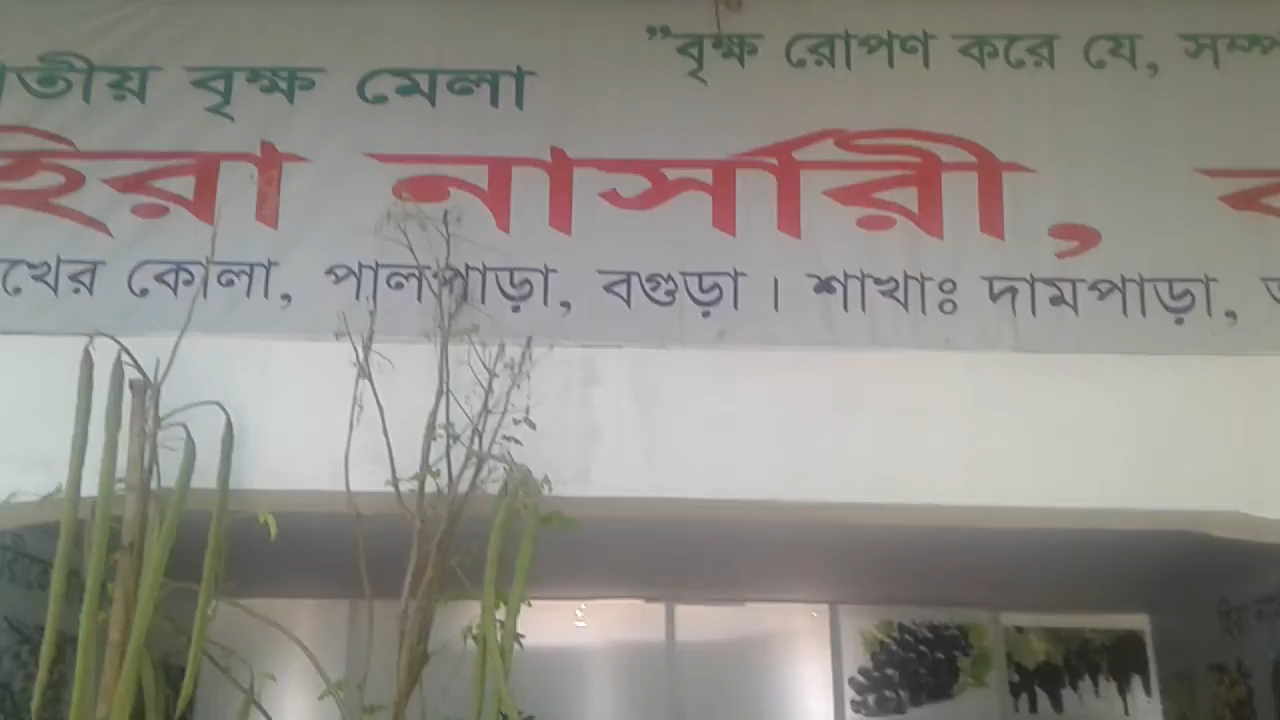 বৃক্ষ মেলা
”বৃক্ষ রোপণ করে যে,
হিরা নার্সারী,
কোলা, পালপাড়া, বগুড়া। শাখাঃ দামপাড়া,